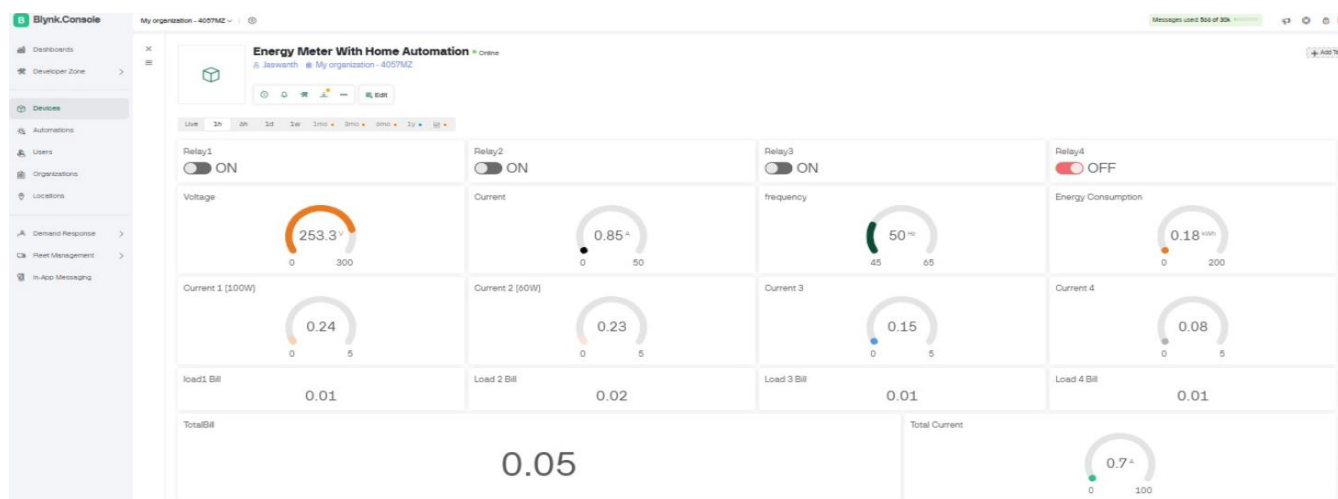 B Blynk.Console
My organization - 4057MZ
Messages used 566 of 30k
Dashboards
Developer Zone
Devices
Automations
Users
Organizations
Locations
Demand Response
Fleet Management
In-App Messaging
Energy Meter With Home Automation Online
Jaswanth My organization - 4057MZ
Edit
+ Add
Live 1h 6h 1d 1w 1mo 3mo 6mo 1y
Relay1 Relay2 Relay3 Relay4
ON ON ON OFF
Voltage Current frequency Energy Consumption
253.3 V 0.85 A 50 Hz 0.18 kWh
0 300 0 50 45 65 0 200
Current 1 (100W) Current 2 (60W) Current 3 Current 4
0.24 0.23 0.15 0.08
0 5 0 5 0 5 0 5
load1 Bill Load 2 Bill Load 3 Bill Load 4 Bill
0.01 0.02 0.01 0.01
TotalBill Total Current
0.05 0.7 A
0 100